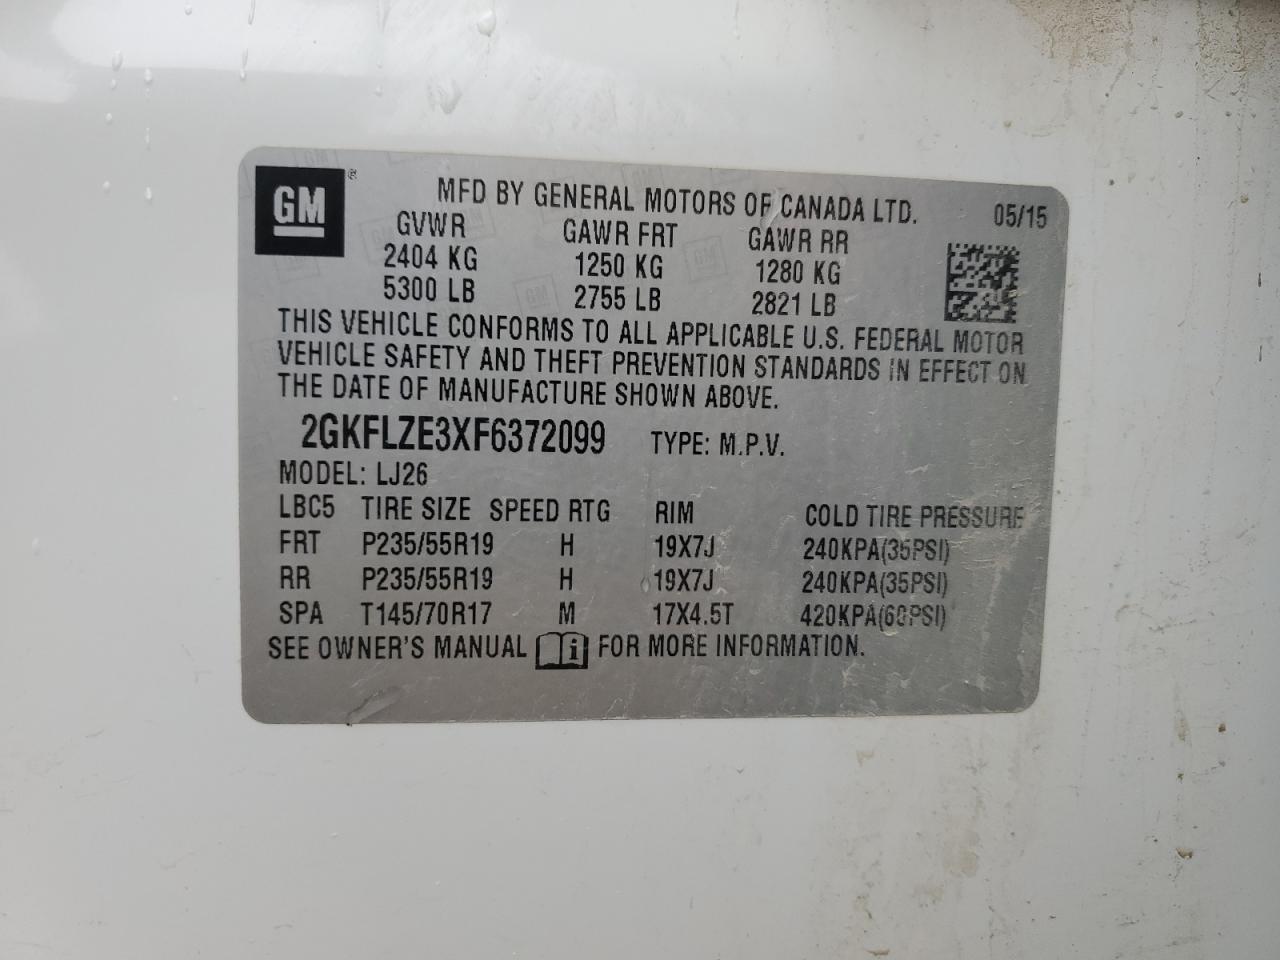 GM ®
MFD BY GENERAL MOTORS OF CANADA LTD. 05/15
GVWR GAWR FRT GAWR RR
2404 KG 1250 KG 1280 KG
5300 LB 2755 LB 2821 LB
THIS VEHICLE CONFORMS TO ALL APPLICABLE U.S. FEDERAL MOTOR
VEHICLE SAFETY AND THEFT PREVENTION STANDARDS IN EFFECT ON
THE DATE OF MANUFACTURE SHOWN ABOVE.
2GKFLZE3XF6372099 TYPE: M.P.V.
MODEL: LJ26
LBC5 TIRE SIZE SPEED RTG RIM COLD TIRE PRESSURE
FRT P235/55R19 H 19X7J 240KPA(35PSI)
RR P235/55R19 H 19X7J 240KPA(35PSI)
SPA T145/70R17 M 17X4.5T 420KPA(60PSI)
SEE OWNER'S MANUAL i FOR MORE INFORMATION.